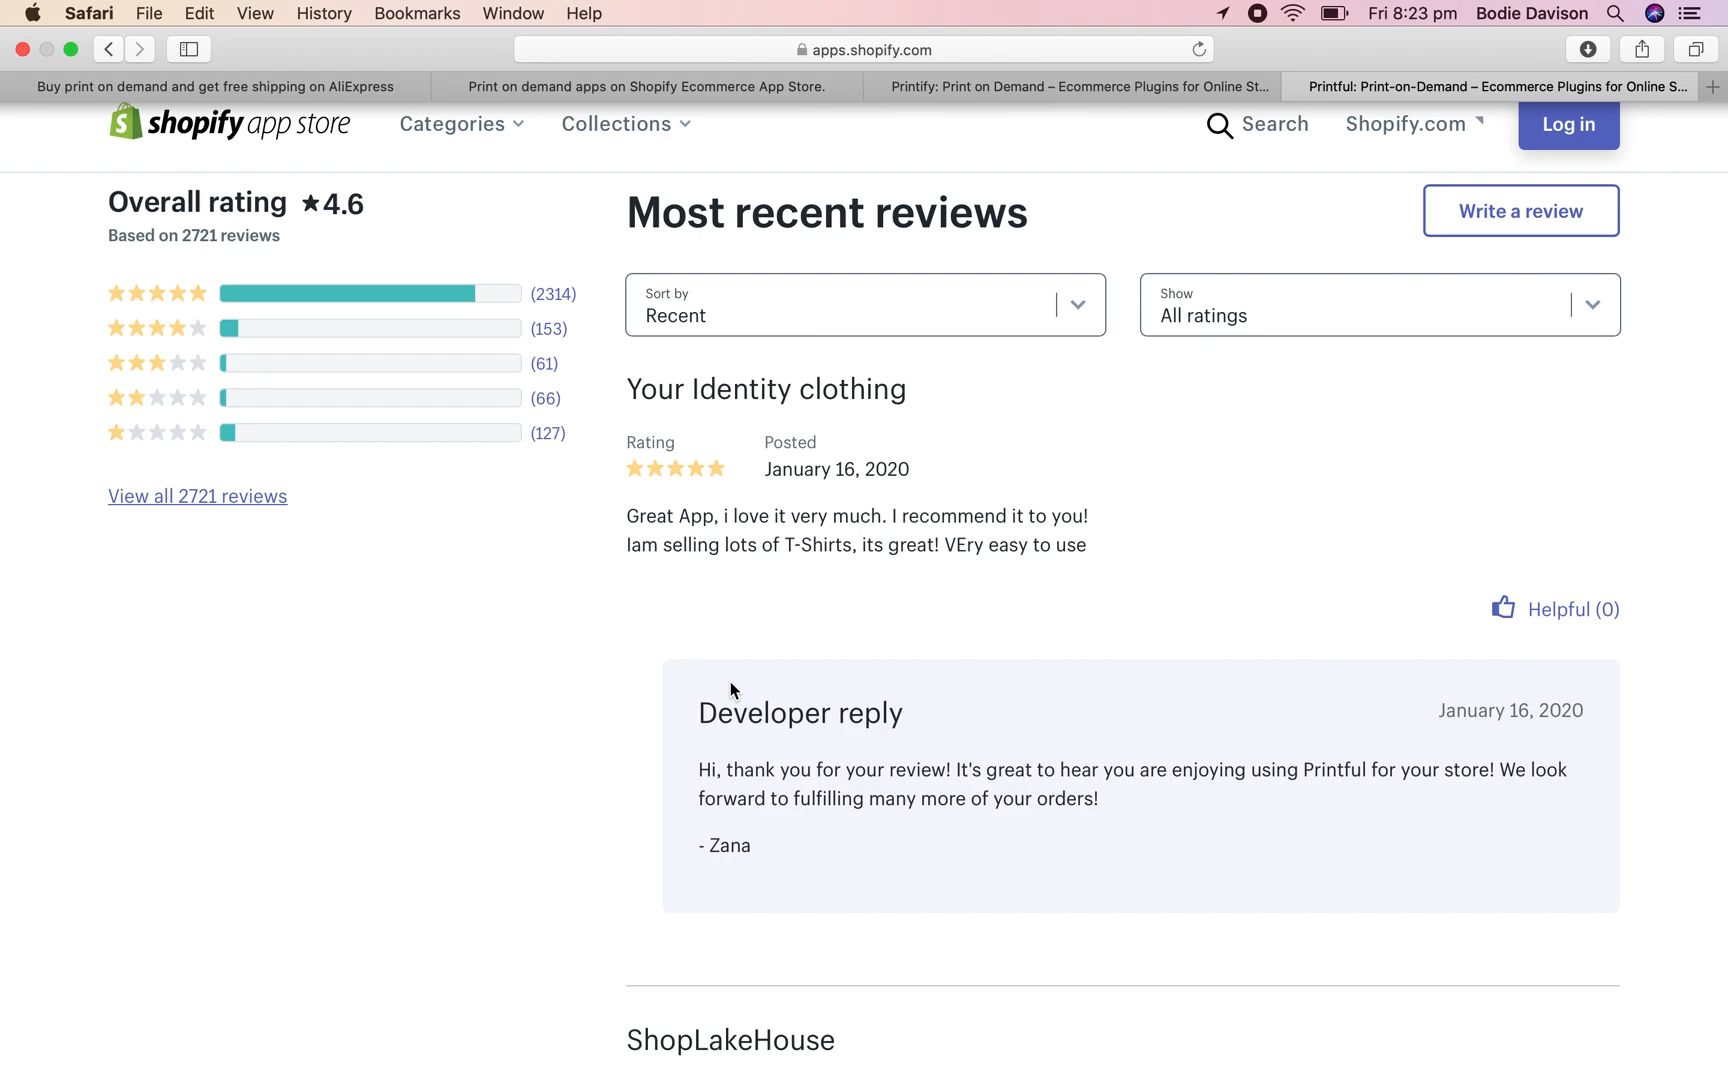 Safari File Edit View History Bookmarks Window Help Fri 8:23 pm Bodie Davison
apps.shopify.com
Buy print on demand and get free shipping on AliExpress
Print on demand apps on Shopify Ecommerce App Store.
Printify: Print on Demand – Ecommerce Plugins for Online St...
Printful: Print-on-Demand – Ecommerce Plugins for Online S...
shopify app store Categories Collections Search Shopify.com Log in
Overall rating ★4.6
Based on 2721 reviews
(2314)
(153)
(61)
(66)
(127)
View all 2721 reviews
Most recent reviews
Write a review
Sort by
Recent
Show
All ratings
Your Identity clothing
Rating Posted
January 16, 2020
Great App, i love it very much. I recommend it to you!
Iam selling lots of T-Shirts, its great! VEry easy to use
Helpful (0)
Developer reply January 16, 2020
Hi, thank you for your review! It's great to hear you are enjoying using Printful for your store! We look
forward to fulfilling many more of your orders!
- Zana
ShopLakeHouse